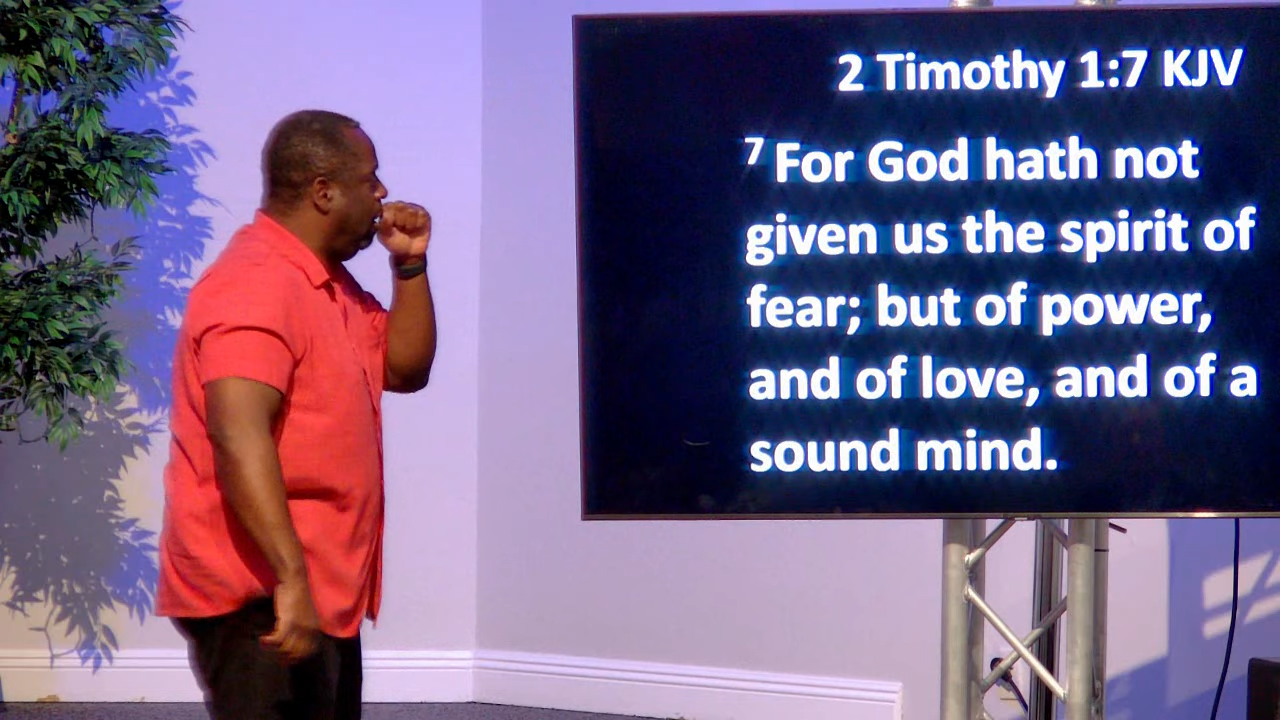 2 Timothy 1:7 KJV
7 For God hath not
given us the spirit of
fear; but of power,
and of love, and of a
sound mind.